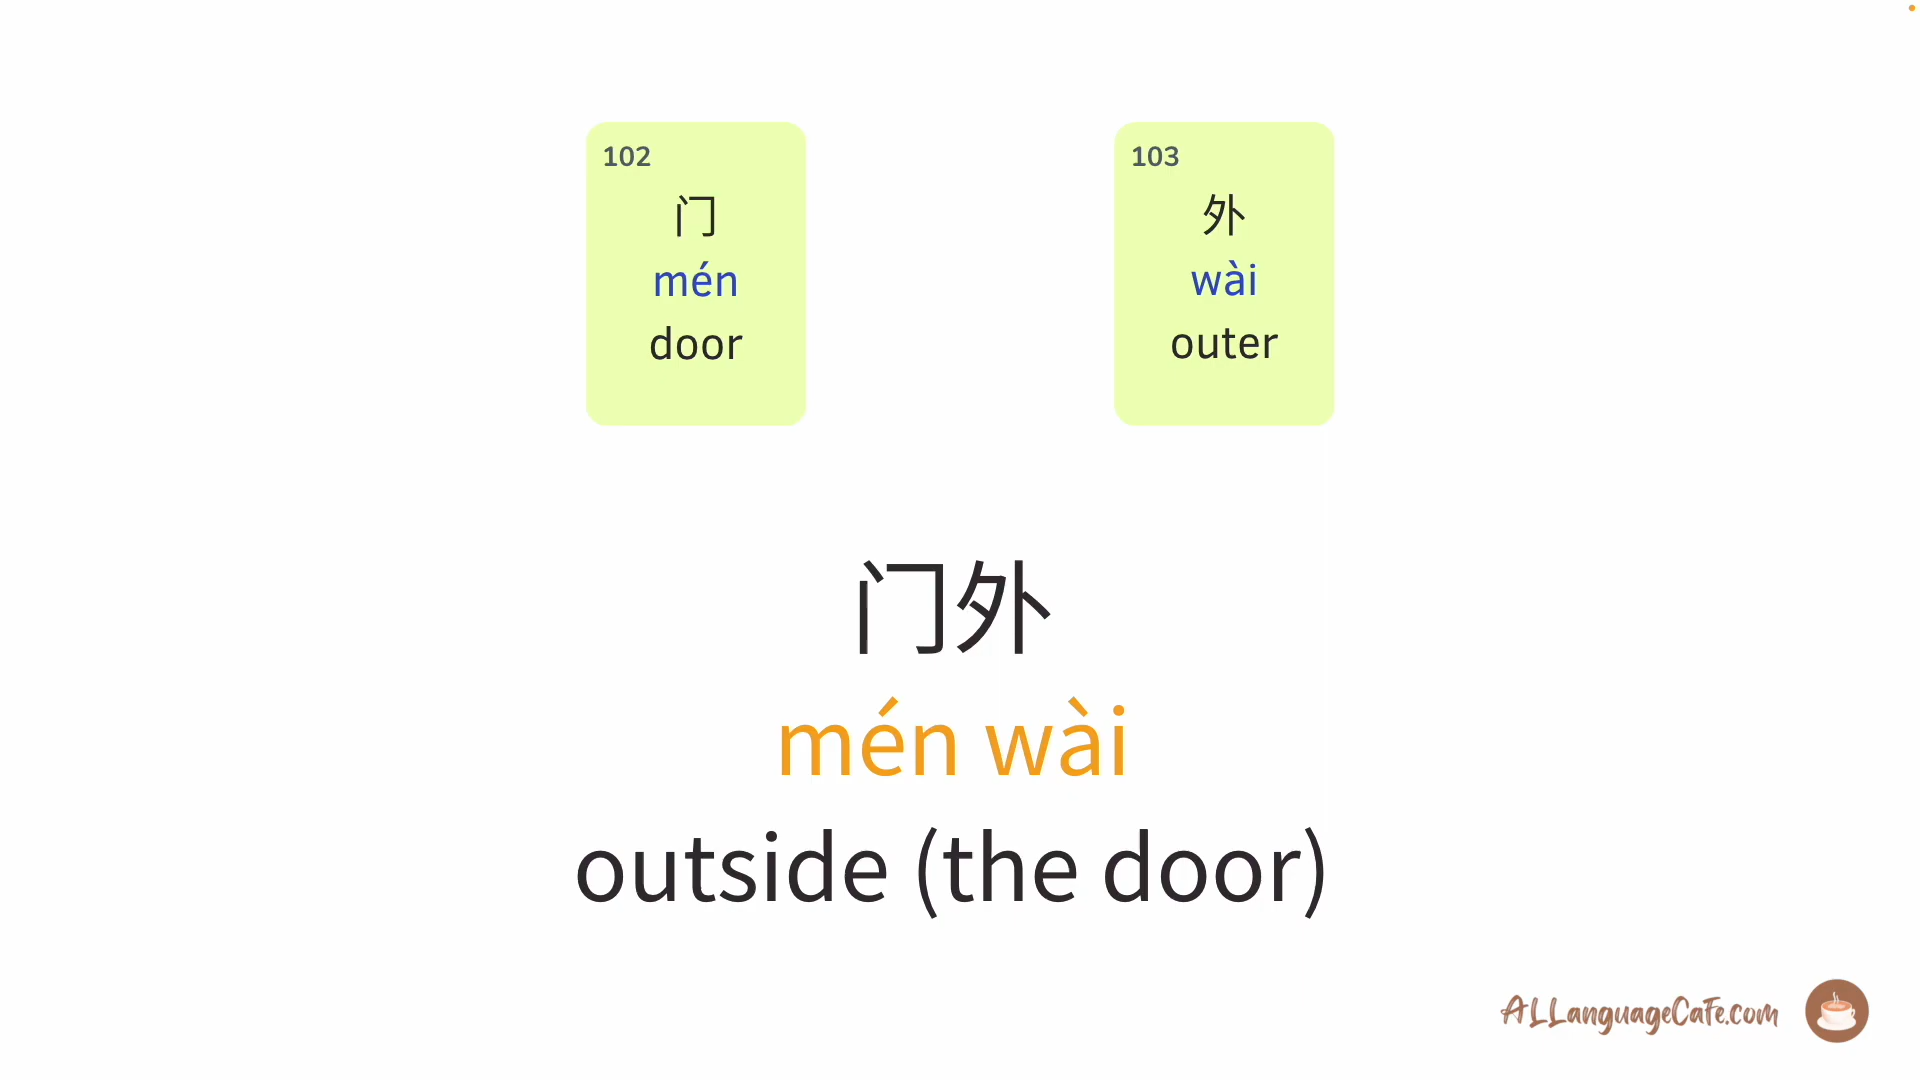 102
门
mén
door
103
外
wài
outer
门外
mén wài
outside (the door)
ALLanguageCafe.com